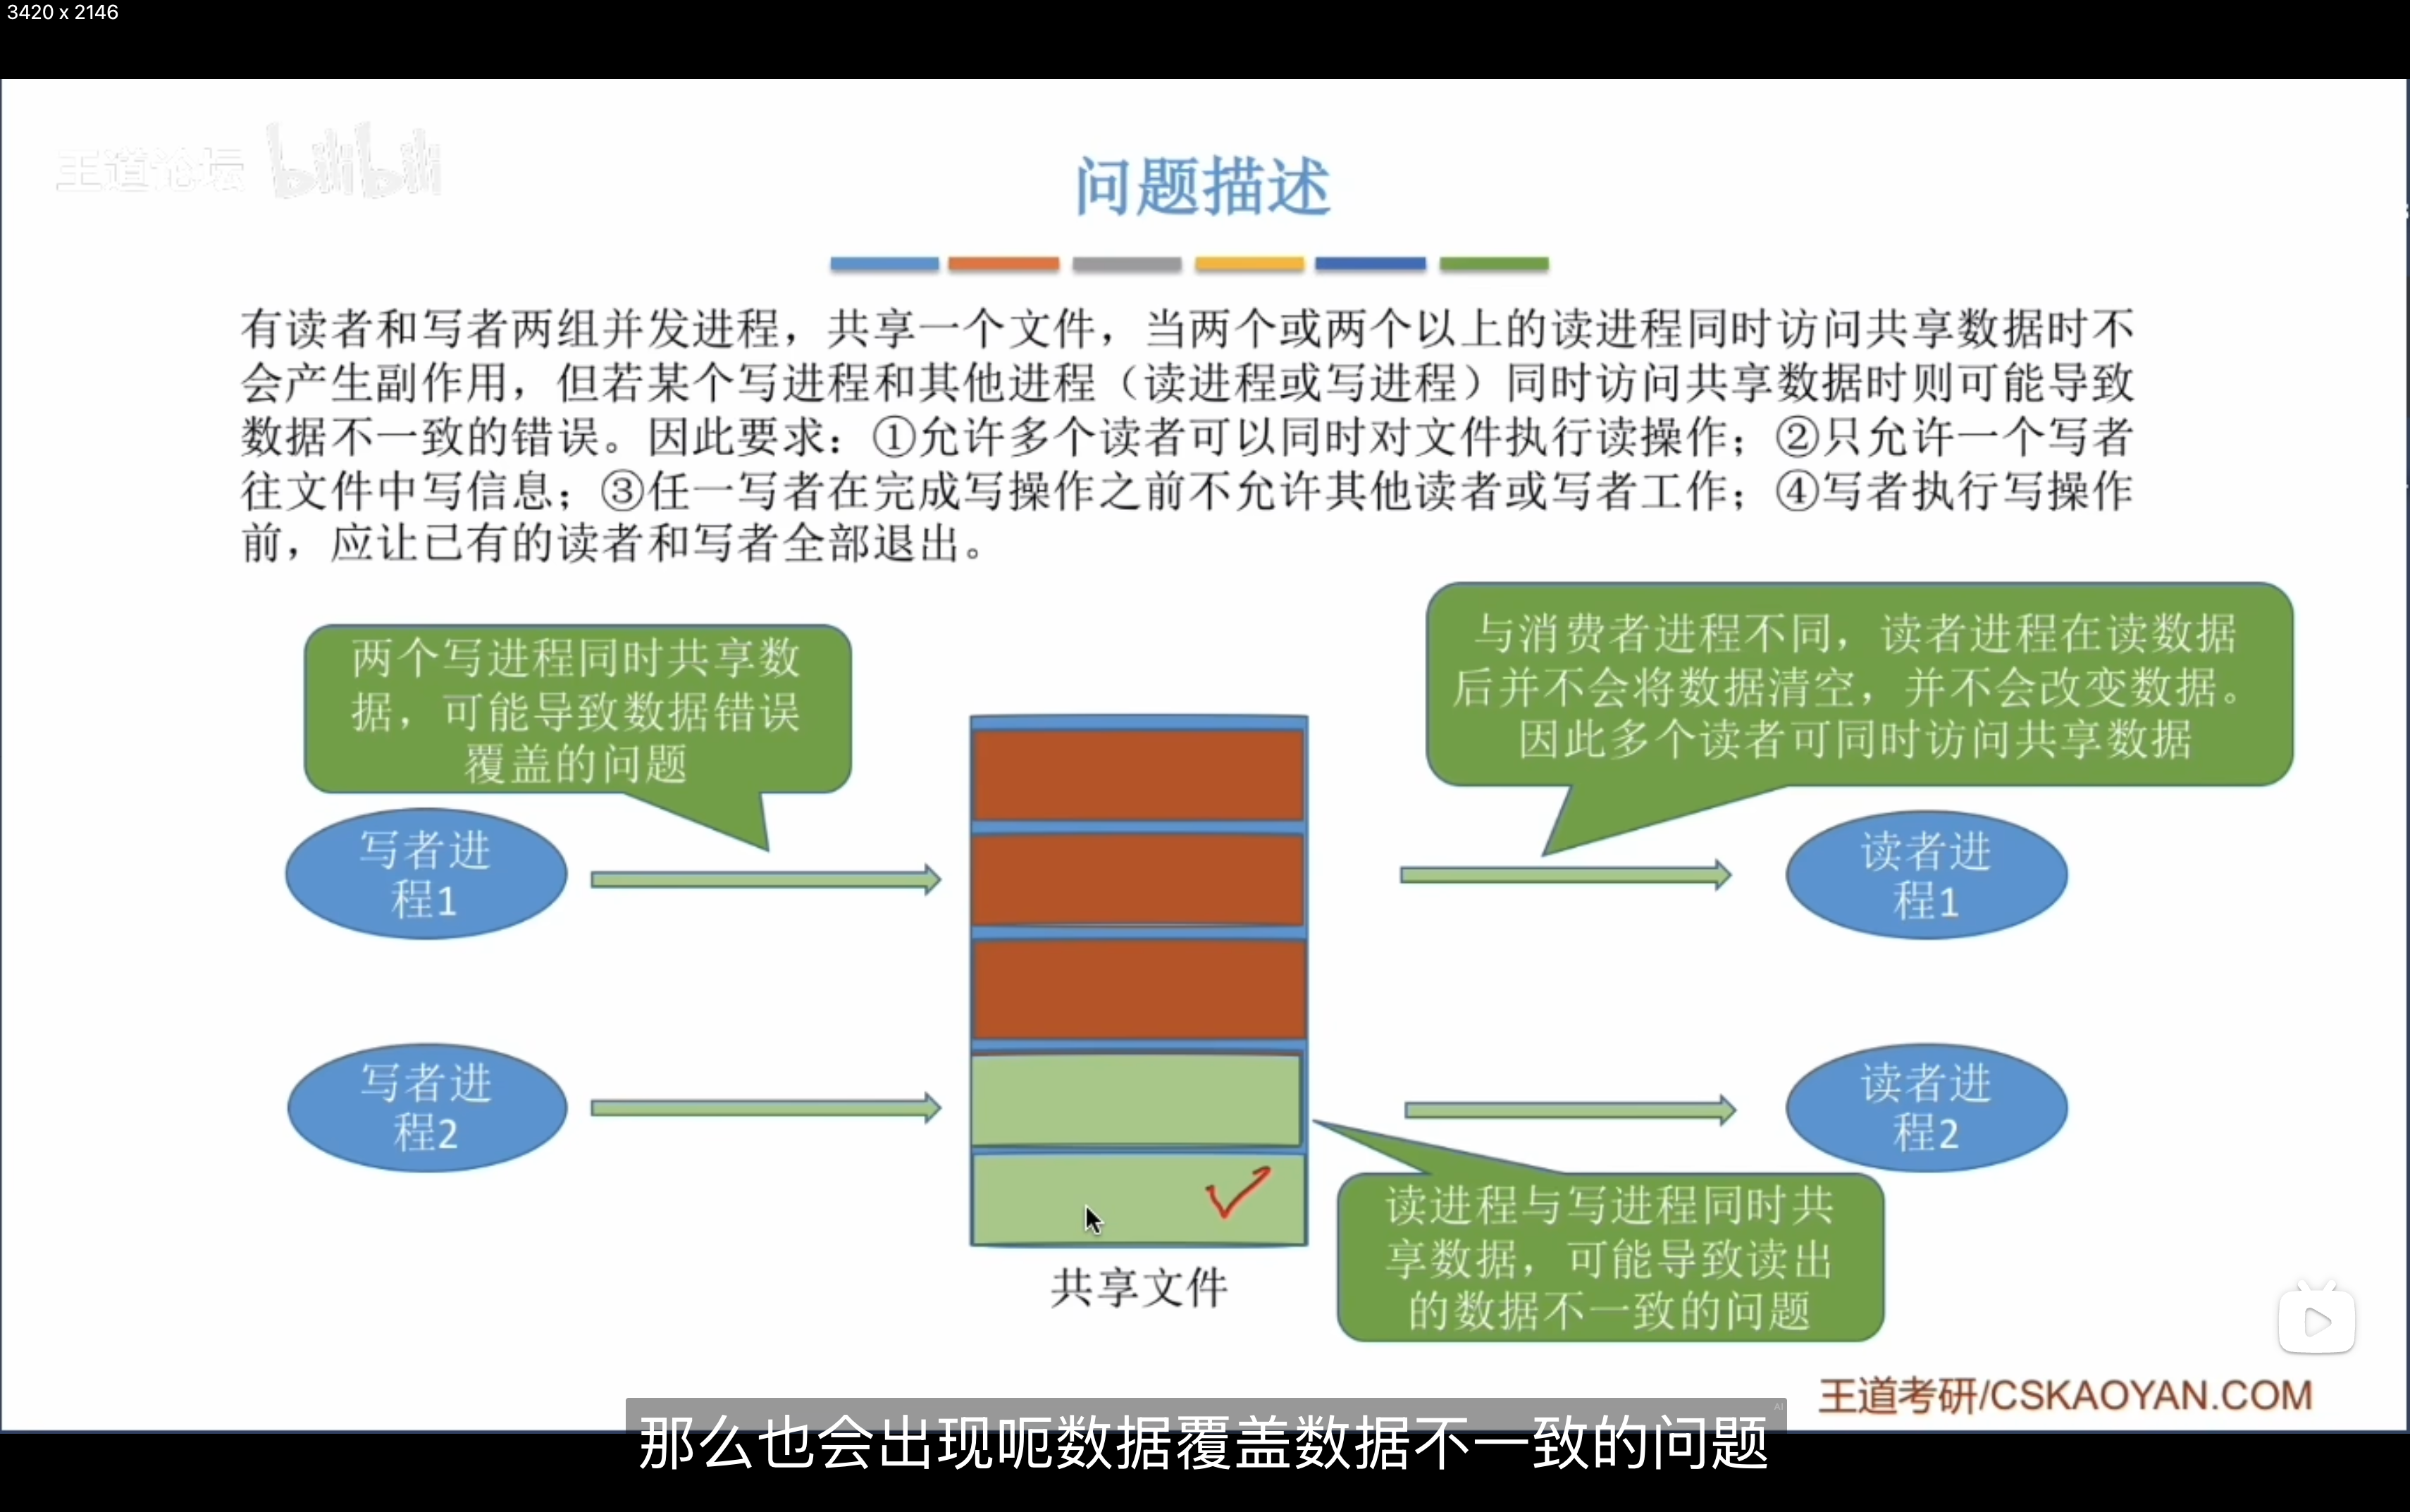 3420 x 2146
王道论坛 bilibili
问题描述
有读者和写者两组并发进程，共享一个文件，当两个或两个以上的读进程同时访问共享数据时不
会产生副作用，但若某个写进程和其他进程（读进程或写进程）同时访问共享数据时则可能导致
数据不一致的错误。因此要求：①允许多个读者可以同时对文件执行读操作；②只允许一个写者
往文件中写信息；③任一写者在完成写操作之前不允许其他读者或写者工作；④写者执行写操作
前，应让已有的读者和写者全部退出。
两个写进程同时共享数
据，可能导致数据错误
覆盖的问题
与消费者进程不同，读者进程在读数据
后并不会将数据清空，并不会改变数据。
因此多个读者可同时访问共享数据
写者进
程1
读者进
程1
写者进
程2
读者进
程2
共享文件
读进程与写进程同时共
享数据，可能导致读出
的数据不一致的问题
王道考研/CSKAOYAN.COM
AI
那么也会出现呃数据覆盖数据不一致的问题